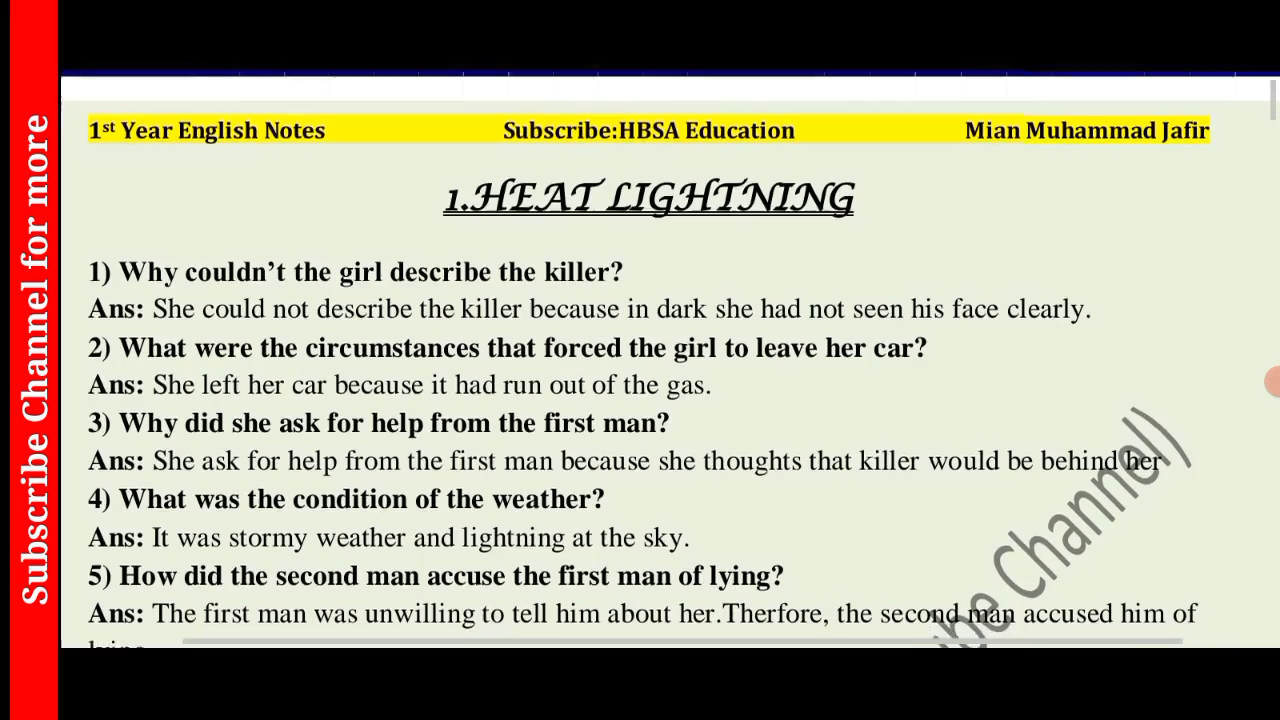 Subscribe Channel for more
1st Year English Notes Subscribe:HBSA Education Mian Muhammad Jafir
1.HEAT LIGHTNING
1) Why couldn’t the girl describe the killer?
Ans: She could not describe the killer because in dark she had not seen his face clearly.
2) What were the circumstances that forced the girl to leave her car?
Ans: She left her car because it had run out of the gas.
3) Why did she ask for help from the first man?
Ans: She ask for help from the first man because she thoughts that killer would be behind her
4) What was the condition of the weather?
Ans: It was stormy weather and lightning at the sky.
5) How did the second man accuse the first man of lying?
Ans: The first man was unwilling to tell him about her.Therfore, the second man accused him of
Channel)